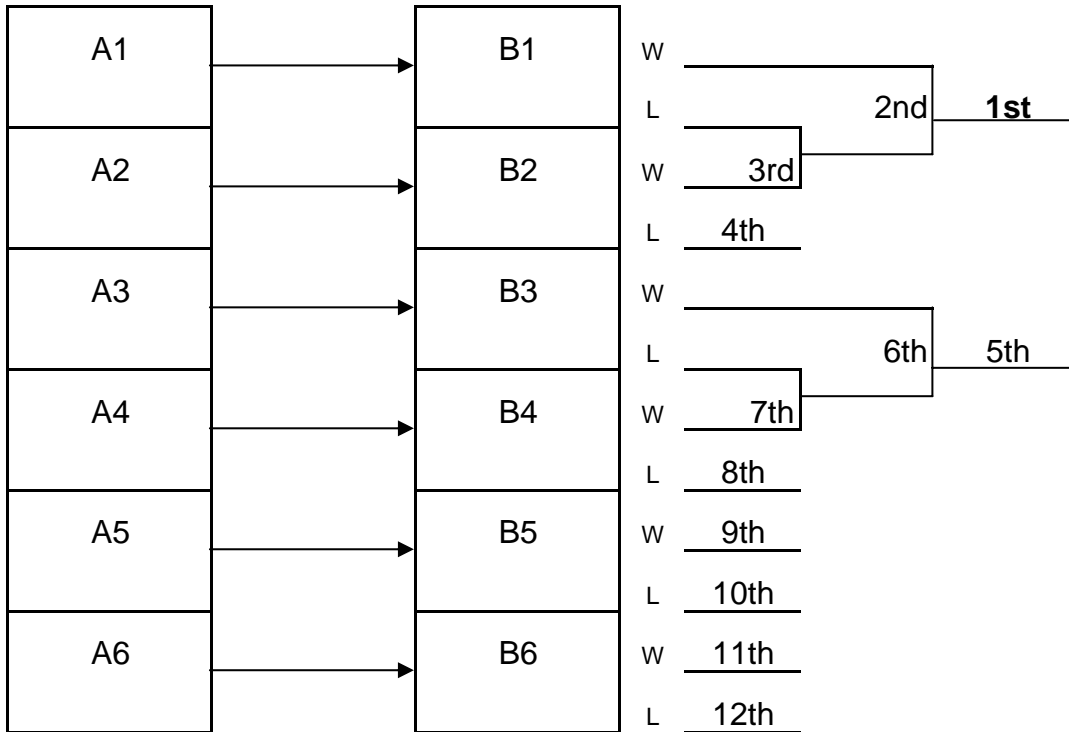 A1 B1 W
L 2nd 1st
A2 B2 W 3rd
L 4th
A3 B3 W
L 6th 5th
A4 B4 W 7th
L 8th
A5 B5 W 9th
L 10th
A6 B6 W 11th
L 12th